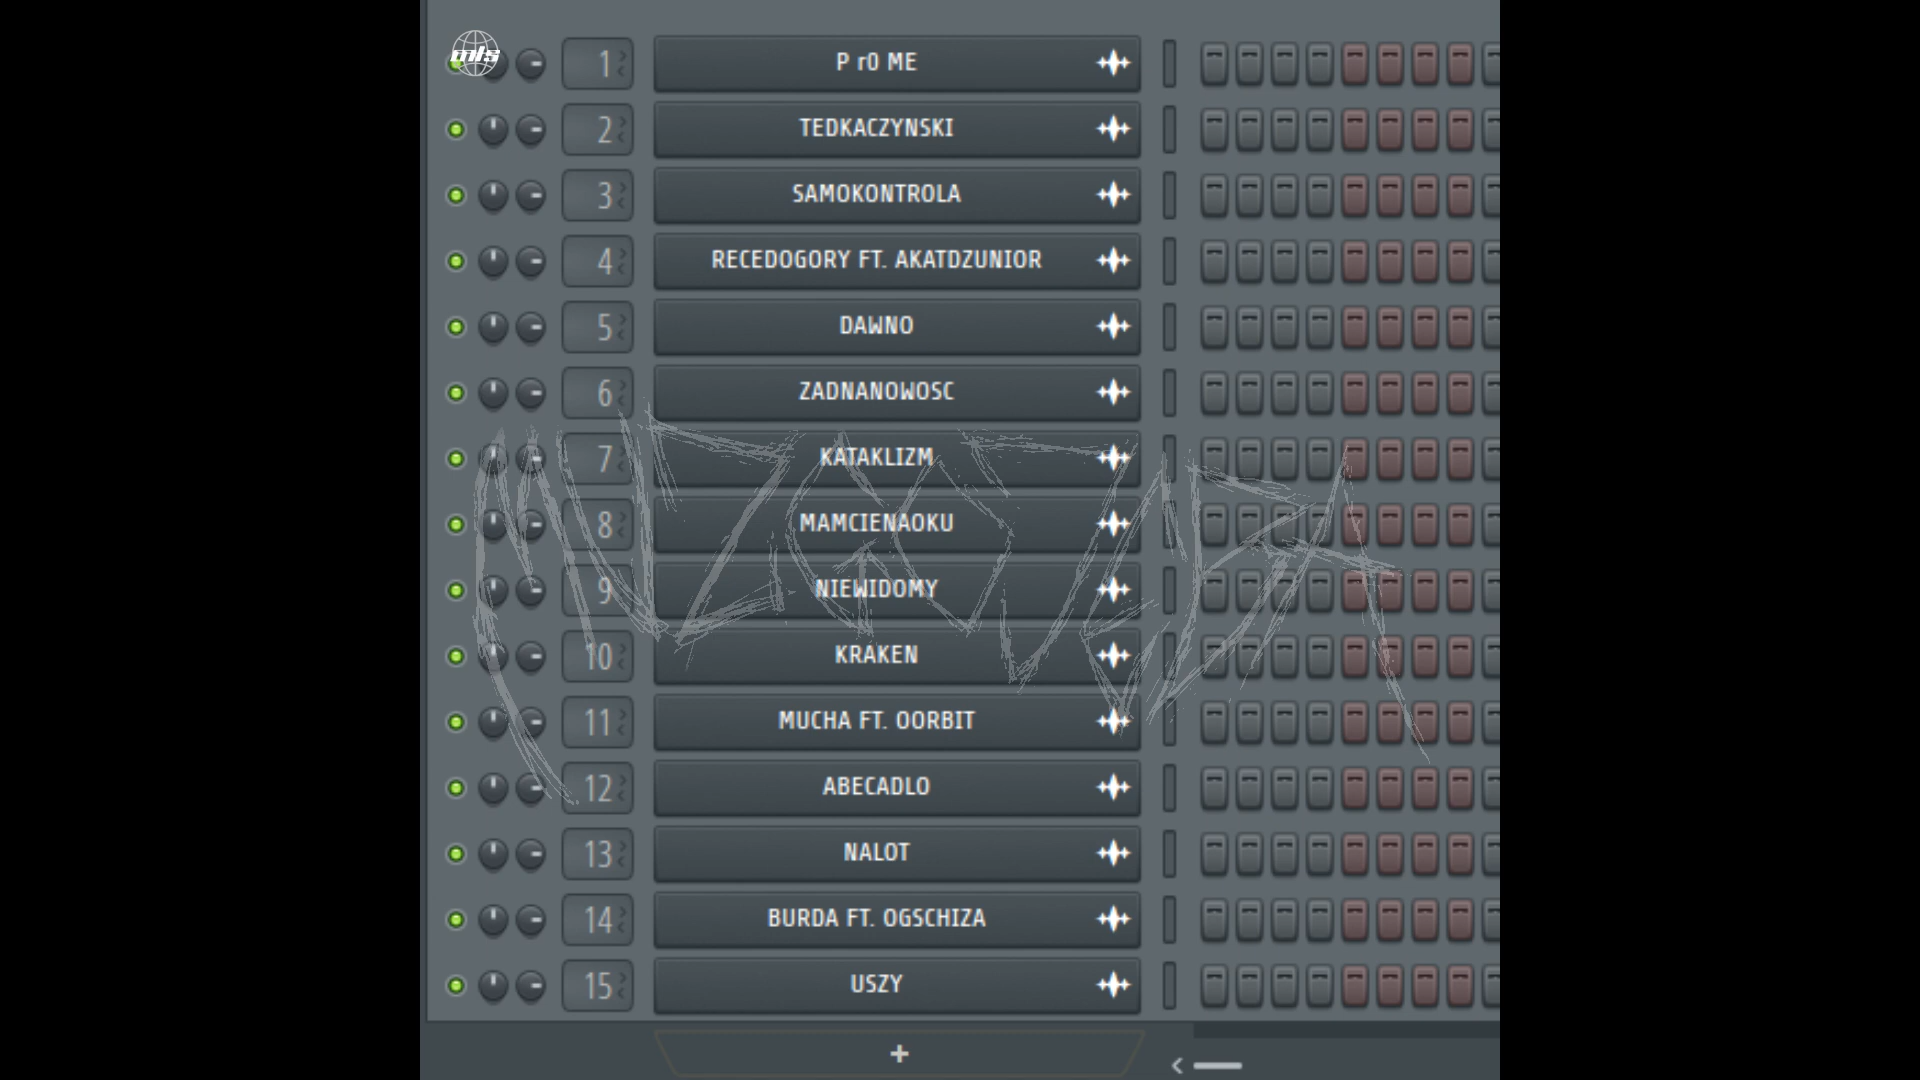 mls
1 P rO ME
2 TEDKACZYNSKI
3 SAMOKONTROLA
4 RECEDOGORY FT. AKATDZUNIOR
5 DAWNO
6 ZADNANOWOSC
7 KATAKLIZM
8 MAMCIENAOKU
9 NIEWIDOMY
10 KRAKEN
11 MUCHA FT. OORBIT
12 ABECADLO
13 NALOT
14 BURDA FT. OGSCHIZA
15 USZY
+